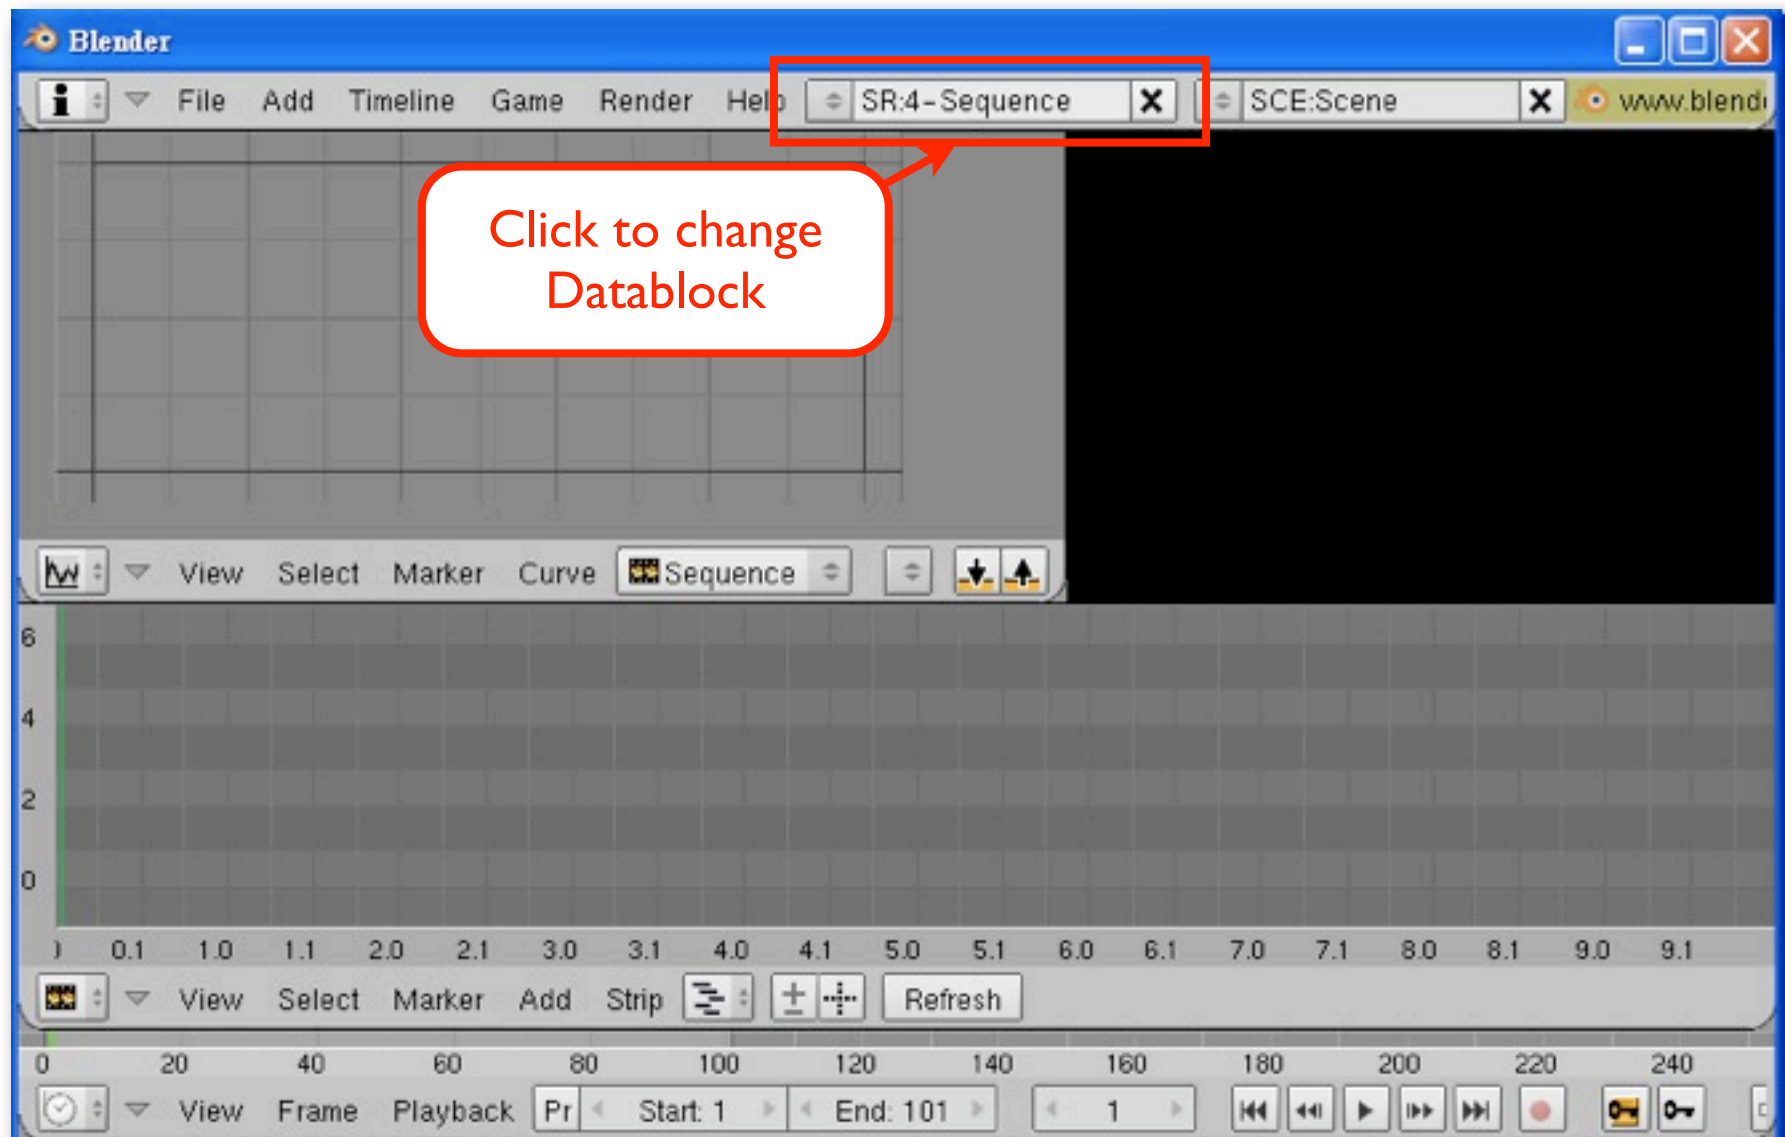 Blender
File Add Timeline Game Render Help SR:4-Sequence SCE:Scene
Click to change
Datablock
View Select Marker Curve Sequence
6
4
2
0
0.1 1.0 1.1 2.0 2.1 3.0 3.1 4.0 4.1 5.0 5.1 6.0 6.1 7.0 7.1 8.0 8.1 9.0 9.1
View Select Marker Add Strip Refresh
0 20 40 60 80 100 120 140 160 180 200 220 240
View Frame Playback Pr Start: 1 End: 101 1